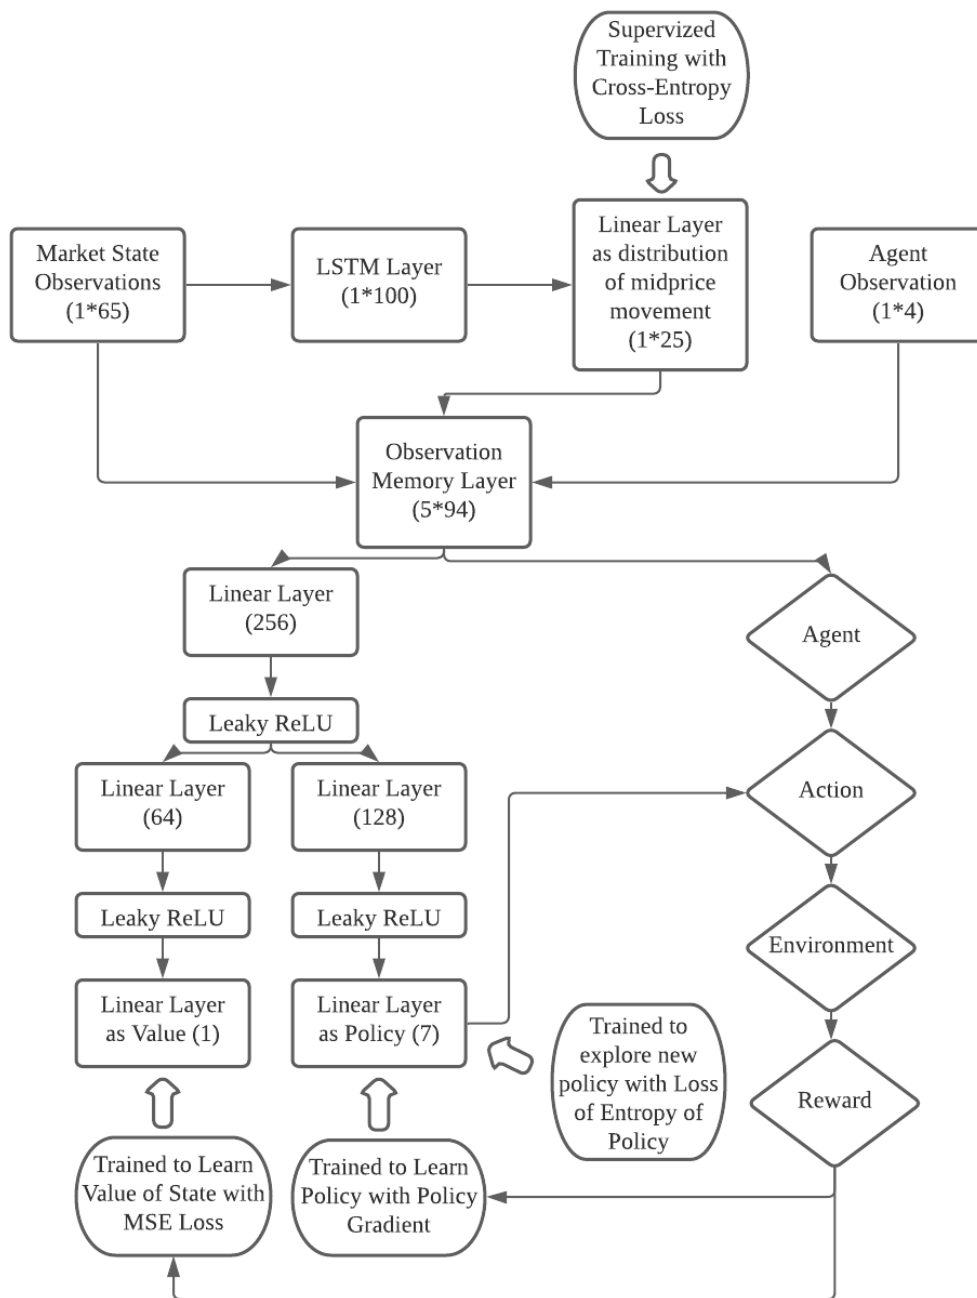 Supervized
Training with
Cross-Entropy
Loss
Market State
Observations
(1*65)
LSTM Layer
(1*100)
Linear Layer
as distribution
of midprice
movement
(1*25)
Agent
Observation
(1*4)
Observation
Memory Layer
(5*94)
Linear Layer
(256)
Agent
Leaky ReLU
Linear Layer
(64)
Linear Layer
(128)
Action
Leaky ReLU
Leaky ReLU
Environment
Linear Layer
as Value (1)
Linear Layer
as Policy (7)
Trained to
explore new
policy with Loss
of Entropy of
Policy
Reward
Trained to Learn
Value of State with
MSE Loss
Trained to Learn
Policy with Policy
Gradient